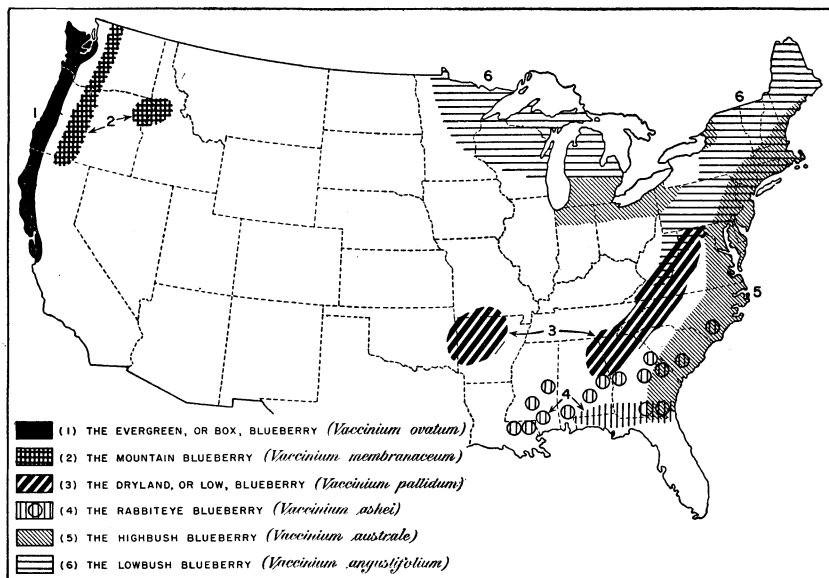 6
6
1
2
5
3
4
(1) THE EVERGREEN, OR BOX, BLUEBERRY (Vaccinium ovatum)
(2) THE MOUNTAIN BLUEBERRY (Vaccinium membranaceum)
(3) THE DRYLAND, OR LOW, BLUEBERRY (Vaccinium pallidum)
(4) THE RABBITEYE BLUEBERRY (Vaccinium ashei)
(5) THE HIGHBUSH BLUEBERRY (Vaccinium australe)
(6) THE LOWBUSH BLUEBERRY (Vaccinium angustifolium)